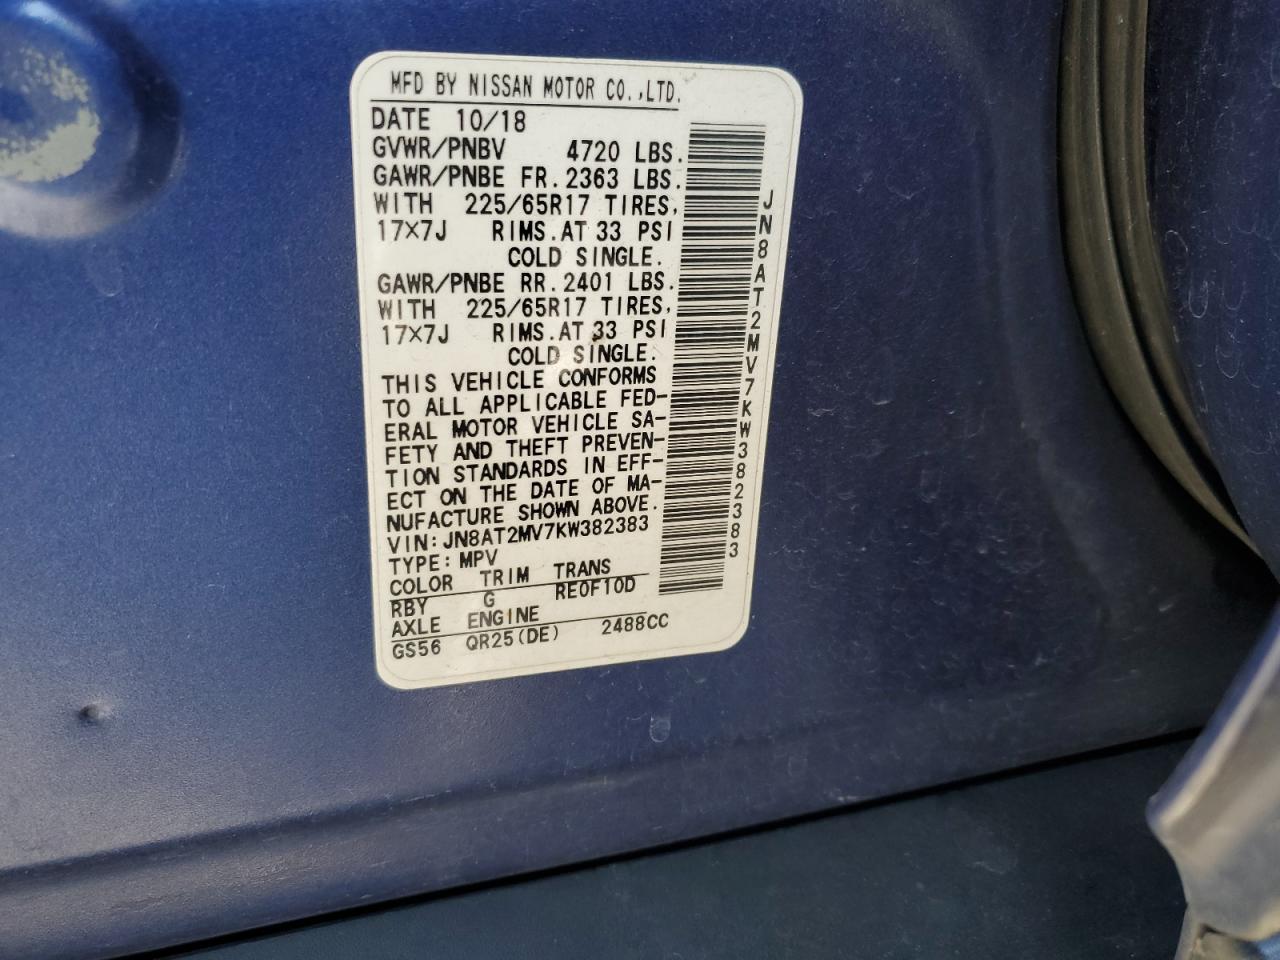 MFD BY NISSAN MOTOR CO.,LTD.
DATE 10/18
GVWR/PNBV 4720 LBS.
GAWR/PNBE FR. 2363 LBS.
WITH 225/65R17 TIRES,
17×7J RIMS. AT 33 PSI
COLD SINGLE.
GAWR/PNBE RR. 2401 LBS.
WITH 225/65R17 TIRES,
17×7J RIMS. AT 33 PSI
COLD SINGLE.
THIS VEHICLE CONFORMS
TO ALL APPLICABLE FED-
ERAL MOTOR VEHICLE SA-
FETY AND THEFT PREVEN-
TION STANDARDS IN EFF-
ECT ON THE DATE OF MA-
NUFACTURE SHOWN ABOVE.
VIN: JN8AT2MV7KW382383
TYPE: MPV
COLOR TRIM TRANS
RBY G RE0F10D
AXLE ENGINE
GS56 QR25(DE) 2488CC
JN8AT2MV7KW382383